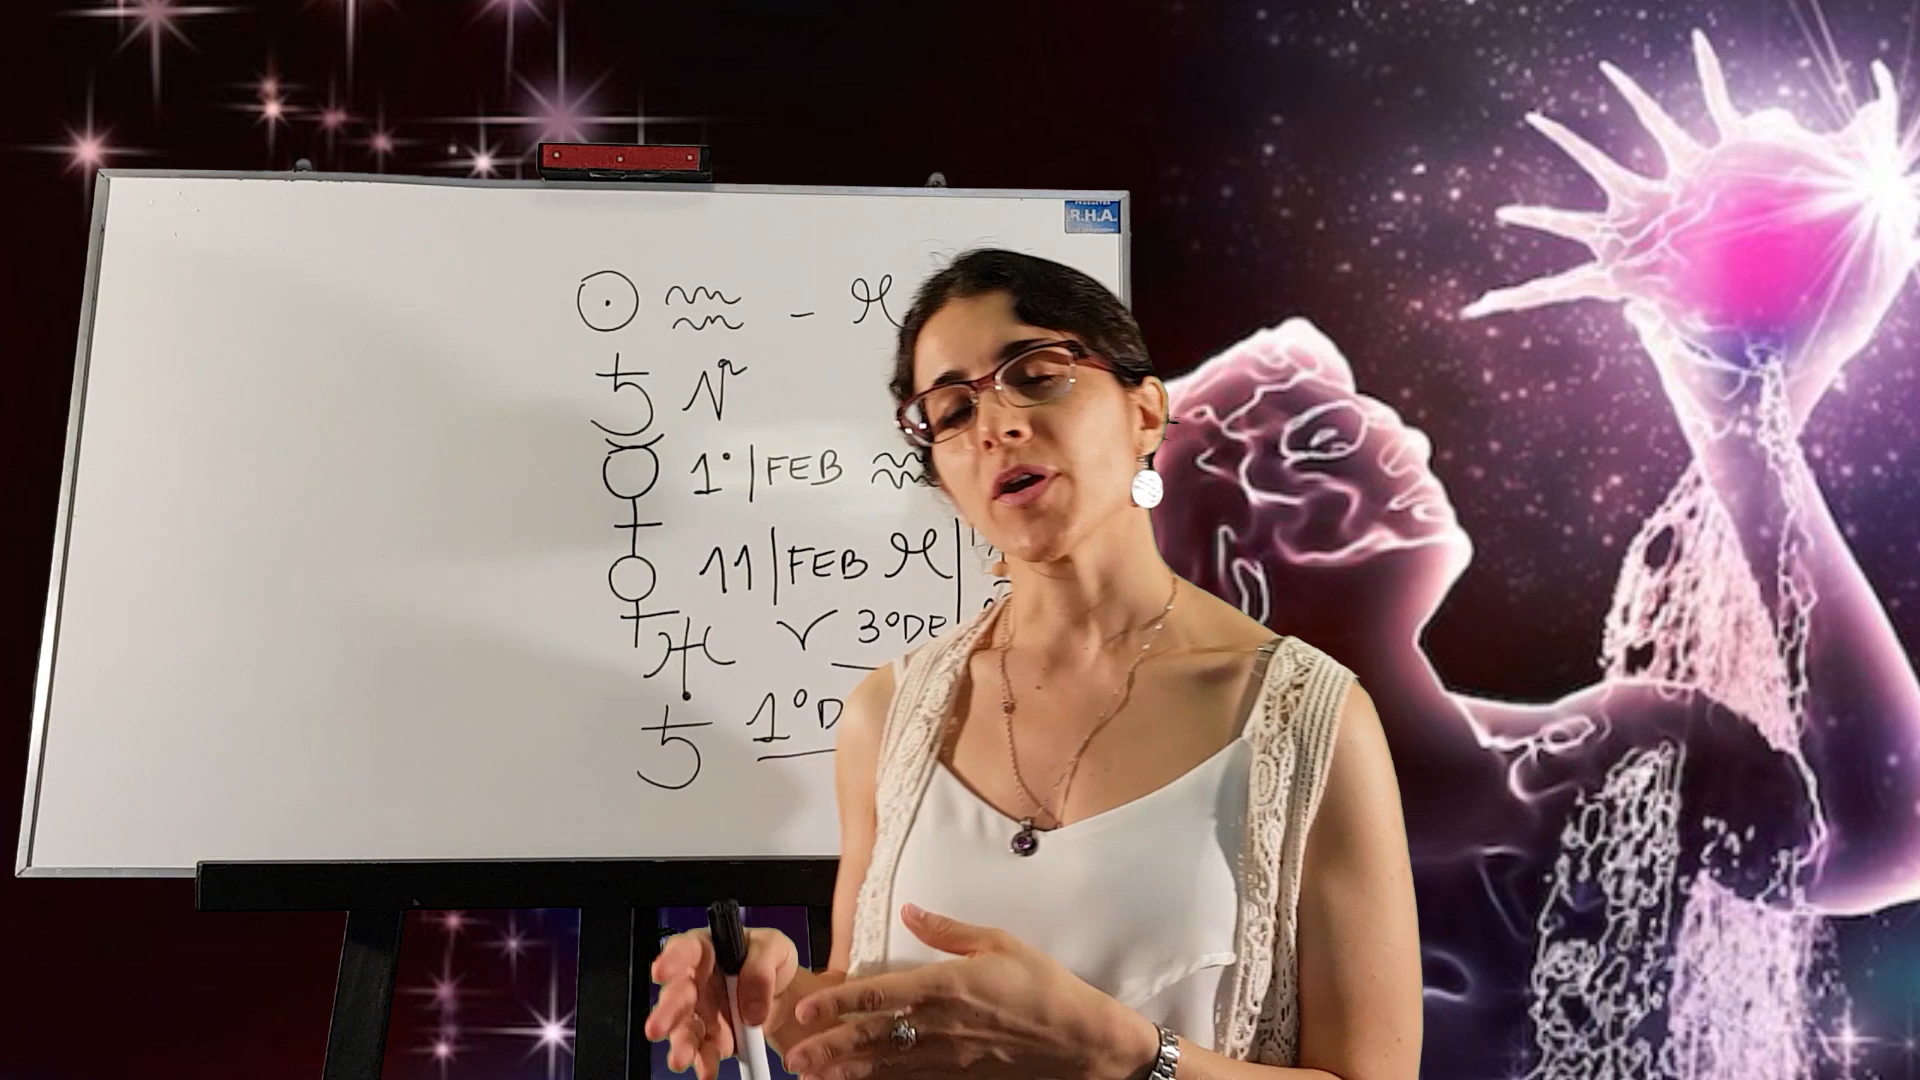 R.H.A.
☉ ♒ -
♄ ♑
☿ 1° | FEB ♒
♀ 11 | FEB
♅ ✓ 3° DE
♄ 1° D